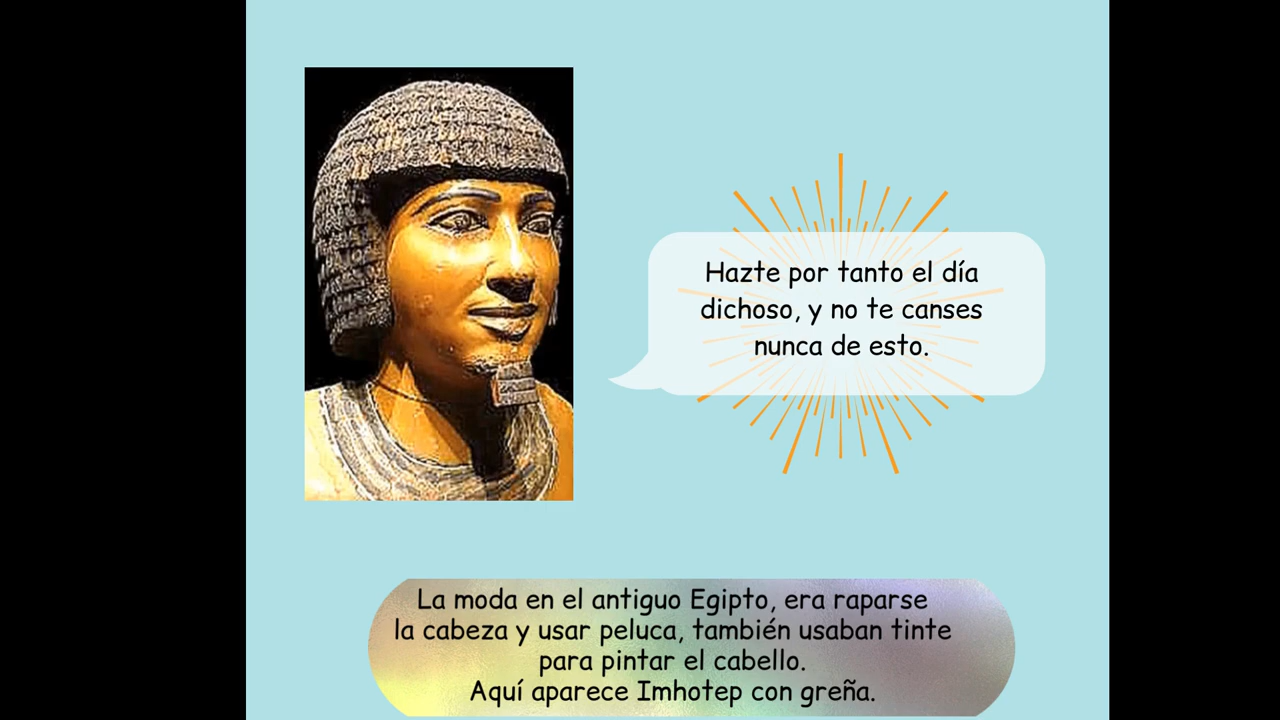 Hazte por tanto el día
dichoso, y no te canses
nunca de esto.
La moda en el antiguo Egipto, era raparse
la cabeza y usar peluca, también usaban tinte
para pintar el cabello.
Aquí aparece Imhotep con greña.